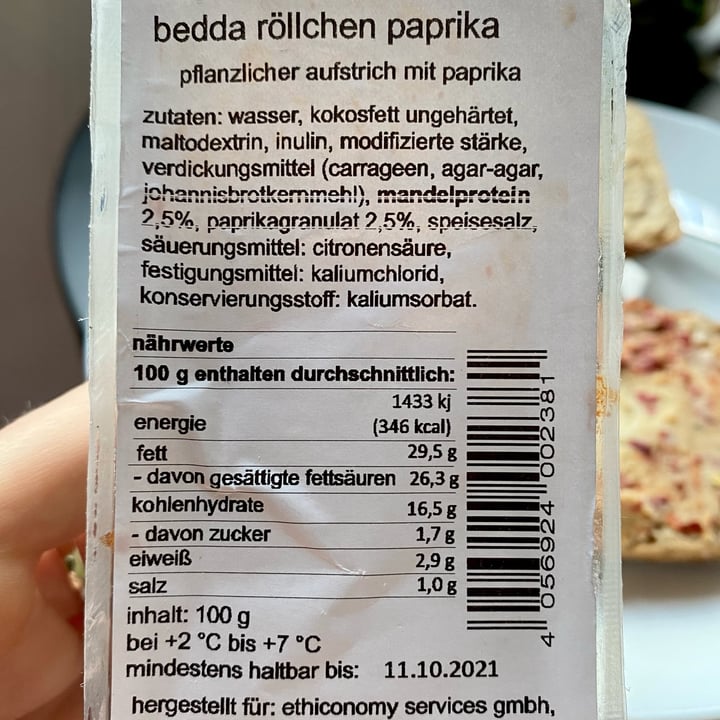 bedda röllchen paprika
pflanzlicher aufstrich mit paprika
zutaten: wasser, kokosfett ungehärtet,
maltodextrin, inulin, modifizierte stärke,
verdickungsmittel (carrageen, agar-agar,
johannisbrotkernmehl), mandelprotein
2,5%, paprikagranulat 2,5%, speisesalz,
säuerungsmittel: citronensäure,
festigungsmittel: kaliumchlorid,
konservierungsstoff: kaliumsorbat.
nährwerte
100 g enthalten durchschnittlich:
1433 kj
energie (346 kcal)
fett 29,5 g
- davon gesättigte fettsäuren 26,3 g
kohlenhydrate 16,5 g
- davon zucker 1,7 g
eiweiß 2,9 g
salz 1,0 g
inhalt: 100 g
bei +2 °C bis +7 °C
mindestens haltbar bis: 11.10.2021
hergestellt für: ethiconomy services gmbh,
4 056924 002381